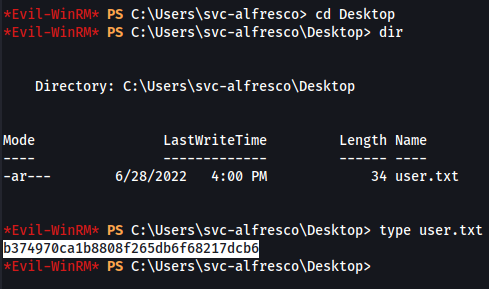 *Evil-WinRM* PS C:\Users\svc-alfresco> cd Desktop
*Evil-WinRM* PS C:\Users\svc-alfresco\Desktop> dir
Directory: C:\Users\svc-alfresco\Desktop
Mode LastWriteTime Length Name
---- ------------- ------ ----
-ar--- 6/28/2022 4:00 PM 34 user.txt
*Evil-WinRM* PS C:\Users\svc-alfresco\Desktop> type user.txt
b374970ca1b8808f265db6f68217dcb6
*Evil-WinRM* PS C:\Users\svc-alfresco\Desktop>